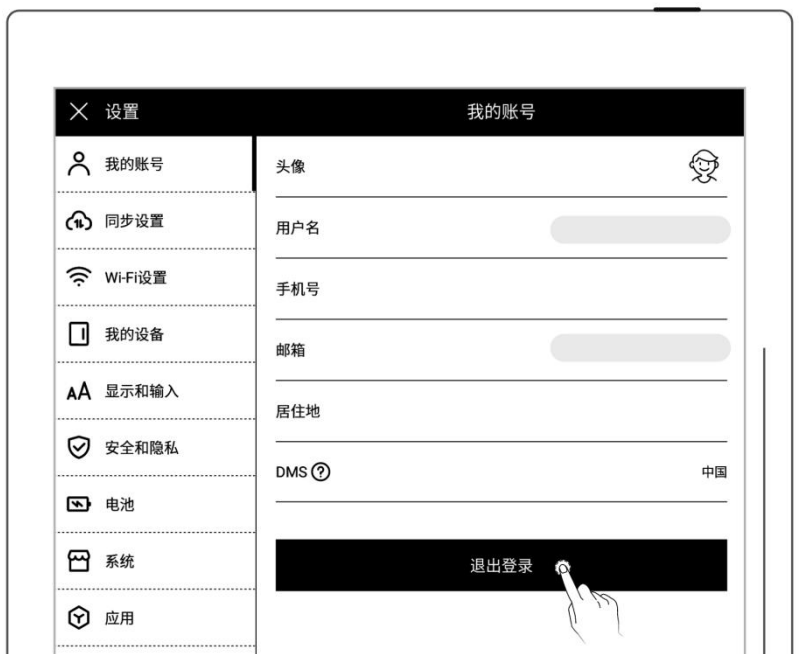 设置
我的账号
我的账号
同步设置
Wi-Fi设置
我的设备
显示和输入
安全和隐私
电池
系统
应用
头像
用户名
手机号
邮箱
居住地
DMS ? 中国
退出登录